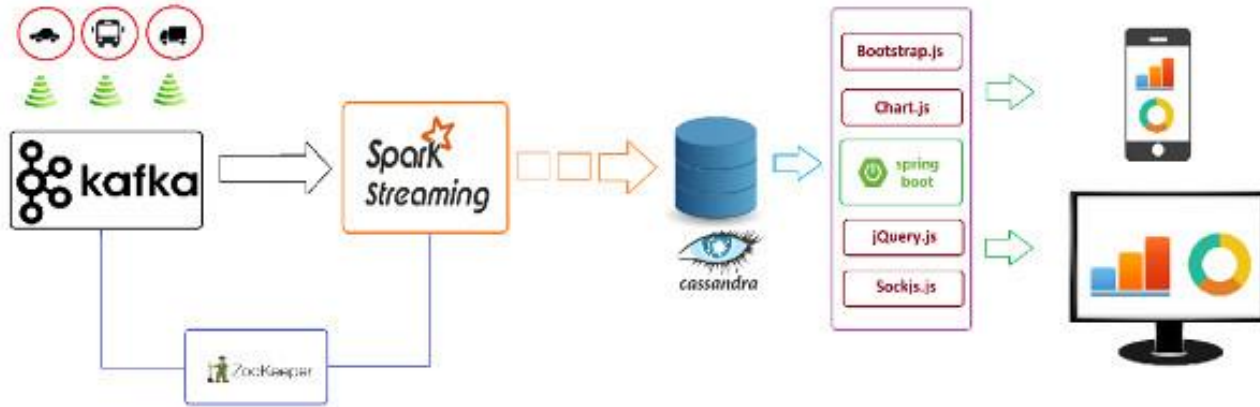 kafka
Spark
Streaming
ZooKeeper
cassandra
Bootstrap.js
Chart.js
spring
boot
jQuery.js
Sockjs.js